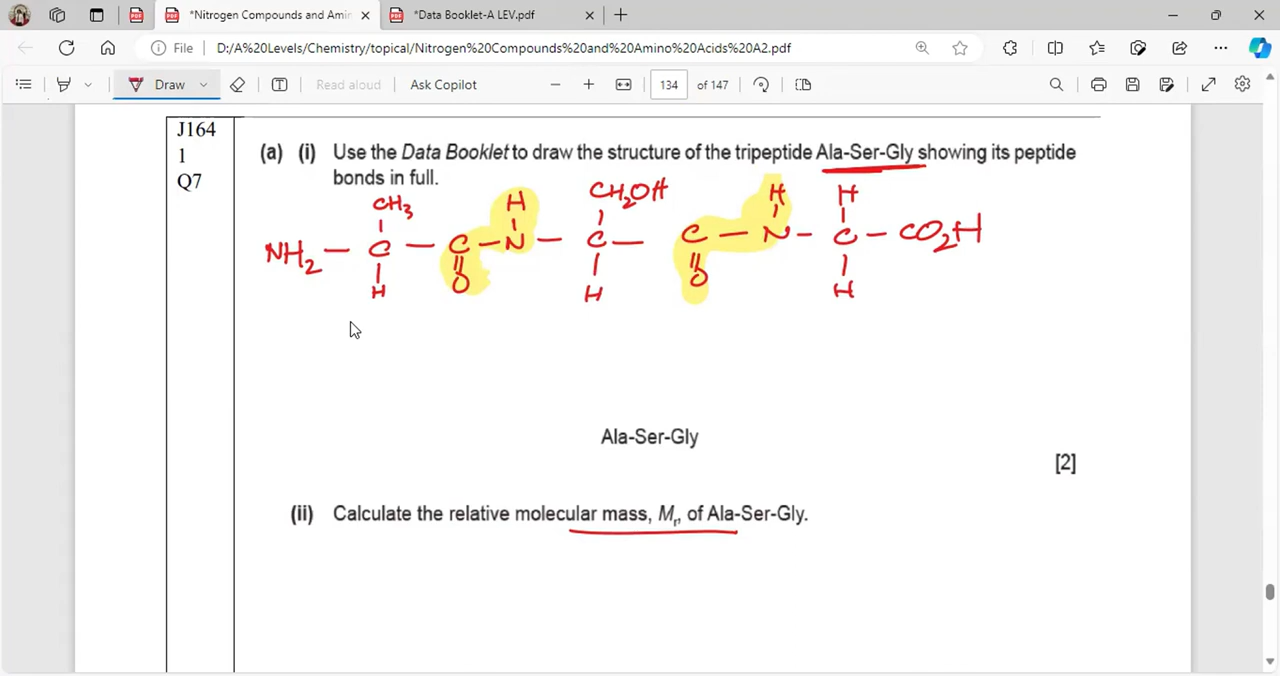 *Nitrogen Compounds and Amin
*Data Booklet-A LEV.pdf
File D:/A%20Levels/Chemistry/topical/Nitrogen%20Compounds%20and%20Amino%20Acids%20A2.pdf
Draw Read aloud Ask Copilot 134 of 147
J164
1
Q7
(a) (i) Use the Data Booklet to draw the structure of the tripeptide Ala-Ser-Gly showing its peptide
bonds in full.
CH3 H CH2OH H H
NH2 — C — C — N — C — C — N — C — CO2H
H O H O H
Ala-Ser-Gly
[2]
(ii) Calculate the relative molecular mass, Mr, of Ala-Ser-Gly.